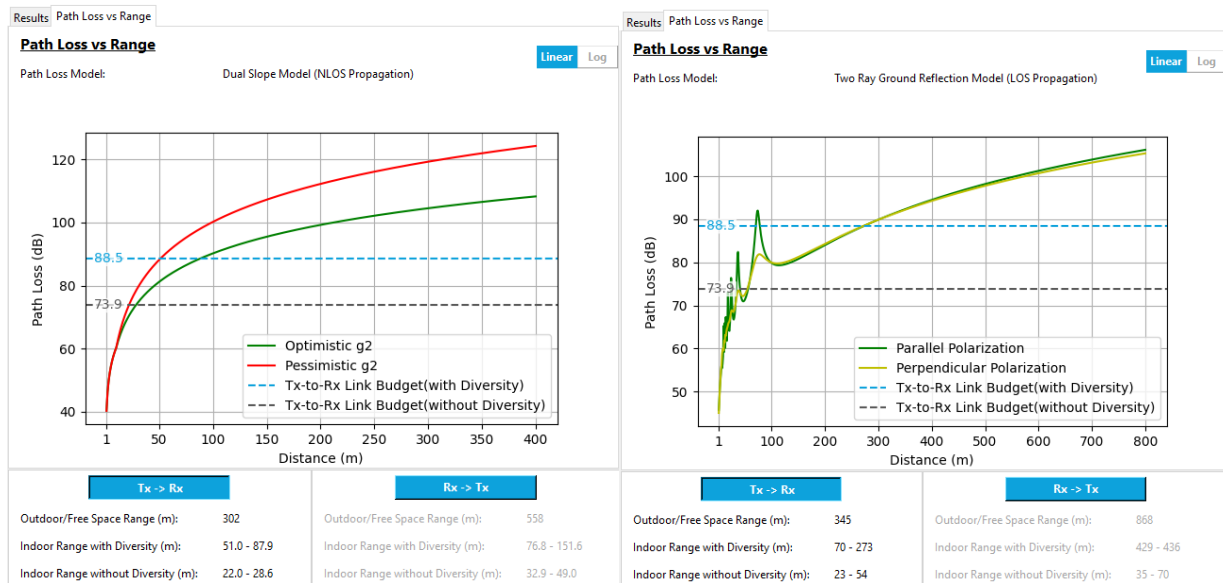 Results Path Loss vs Range
Path Loss vs Range
Linear Log
Path Loss Model: Dual Slope Model (NLOS Propagation)
120
100
80
60
40
88.5
73.9
Path Loss (dB)
Optimistic g2
Pessimistic g2
Tx-to-Rx Link Budget(with Diversity)
Tx-to-Rx Link Budget(without Diversity)
1 50 100 150 200 250 300 350 400
Distance (m)
Tx -> Rx Rx -> Tx
Outdoor/Free Space Range (m): 302 Outdoor/Free Space Range (m): 558
Indoor Range with Diversity (m): 51.0 - 87.9 Indoor Range with Diversity (m): 76.8 - 151.6
Indoor Range without Diversity (m): 22.0 - 28.6 Indoor Range without Diversity (m): 32.9 - 49.0
Results Path Loss vs Range
Path Loss vs Range
Linear Log
Path Loss Model: Two Ray Ground Reflection Model (LOS Propagation)
100
90
80
70
60
50
88.5
73.9
Path Loss (dB)
Parallel Polarization
Perpendicular Polarization
Tx-to-Rx Link Budget(with Diversity)
Tx-to-Rx Link Budget(without Diversity)
1 100 200 300 400 500 600 700 800
Distance (m)
Tx -> Rx Rx -> Tx
Outdoor/Free Space Range (m): 345 Outdoor/Free Space Range (m): 868
Indoor Range with Diversity (m): 70 - 273 Indoor Range with Diversity (m): 429 - 436
Indoor Range without Diversity (m): 23 - 54 Indoor Range without Diversity (m): 35 - 70